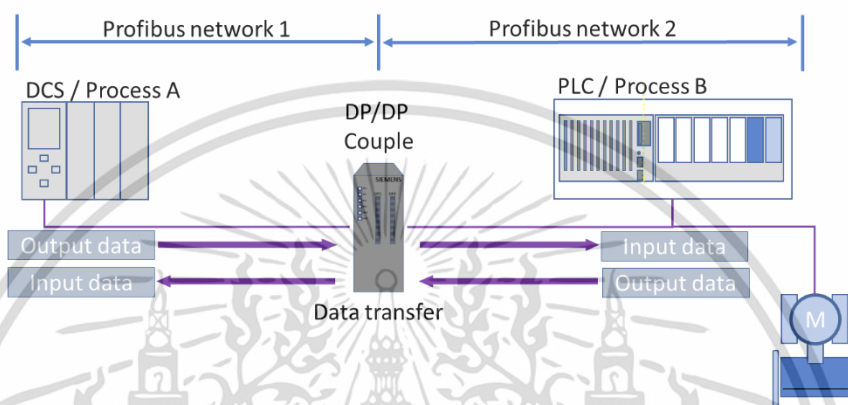 Profibus network 1
Profibus network 2
DCS / Process A
PLC / Process B
DP/DP
Couple
SIEMENS
Output data
Input data
Input data
Output data
Data transfer
M